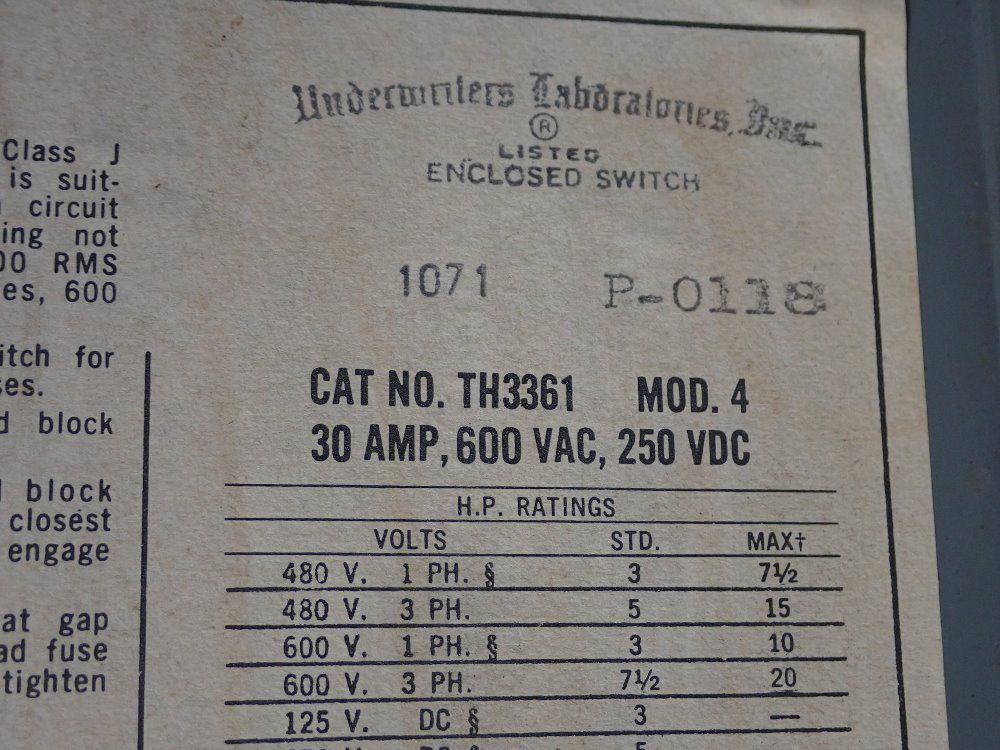 Underwriters Laboratories, Inc.
®
LISTED
ENCLOSED SWITCH
1071 P-0118
CAT NO. TH3361 MOD. 4
30 AMP, 600 VAC, 250 VDC
H.P. RATINGS
VOLTS STD. MAX†
480 V. 1 PH. § 3 7½
480 V. 3 PH. 5 15
600 V. 1 PH. § 3 10
600 V. 3 PH. 7½ 20
125 V. DC § 3 —
Class J
is suit-
circuit
ing not
00 RMS
es, 600
itch for
ses.
d block
block
closest
engage
at gap
ad fuse
tighten